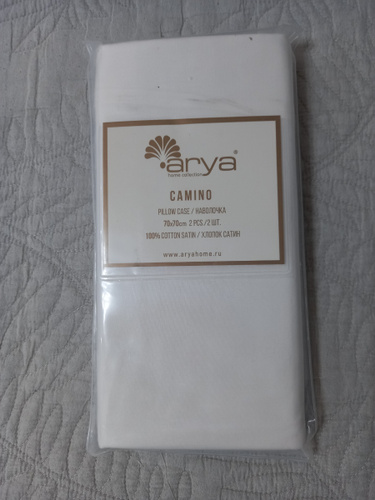 arya®
home collection
CAMINO
PILLOW CASE / НАВОЛОЧКА
70x70cm 2 PCS /2 ШТ.
100% COTTON SATIN / ХЛОПОК САТИН
www.aryahome.ru